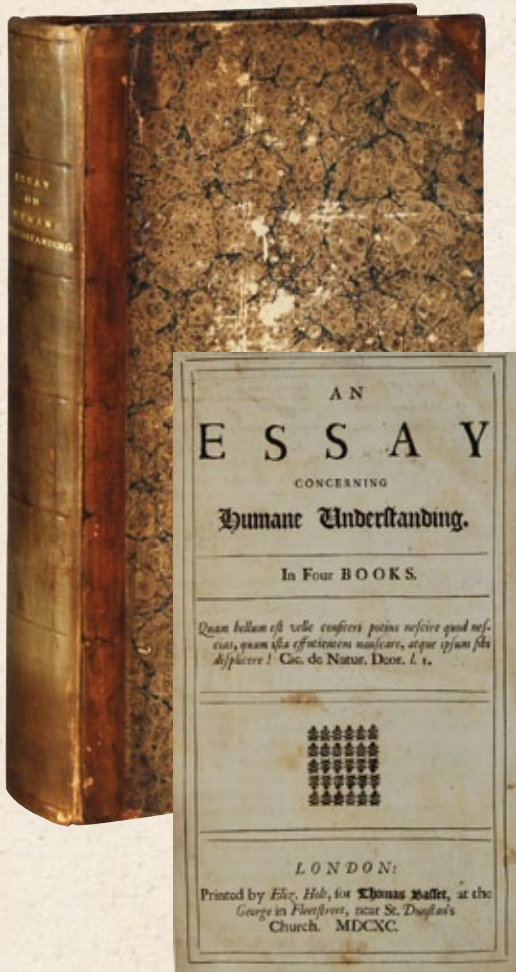 ESSAY
ON
HUMAN
UNDERSTANDING
AN
ESSAY
CONCERNING
Humane Understanding.
In Four BOOKS.
Quam bellum est velle confiteri potius nescire quod nes-
cias, quam ista effutientem nauseare, atque ipsum sibi
displicere! Cic. de Natur. Deor. l. 1.
LONDON:
Printed by Eliz. Holt, for Thomas Basset, at the
George in Fleetstreet, near St. Dunstan's
Church. MDCXC.